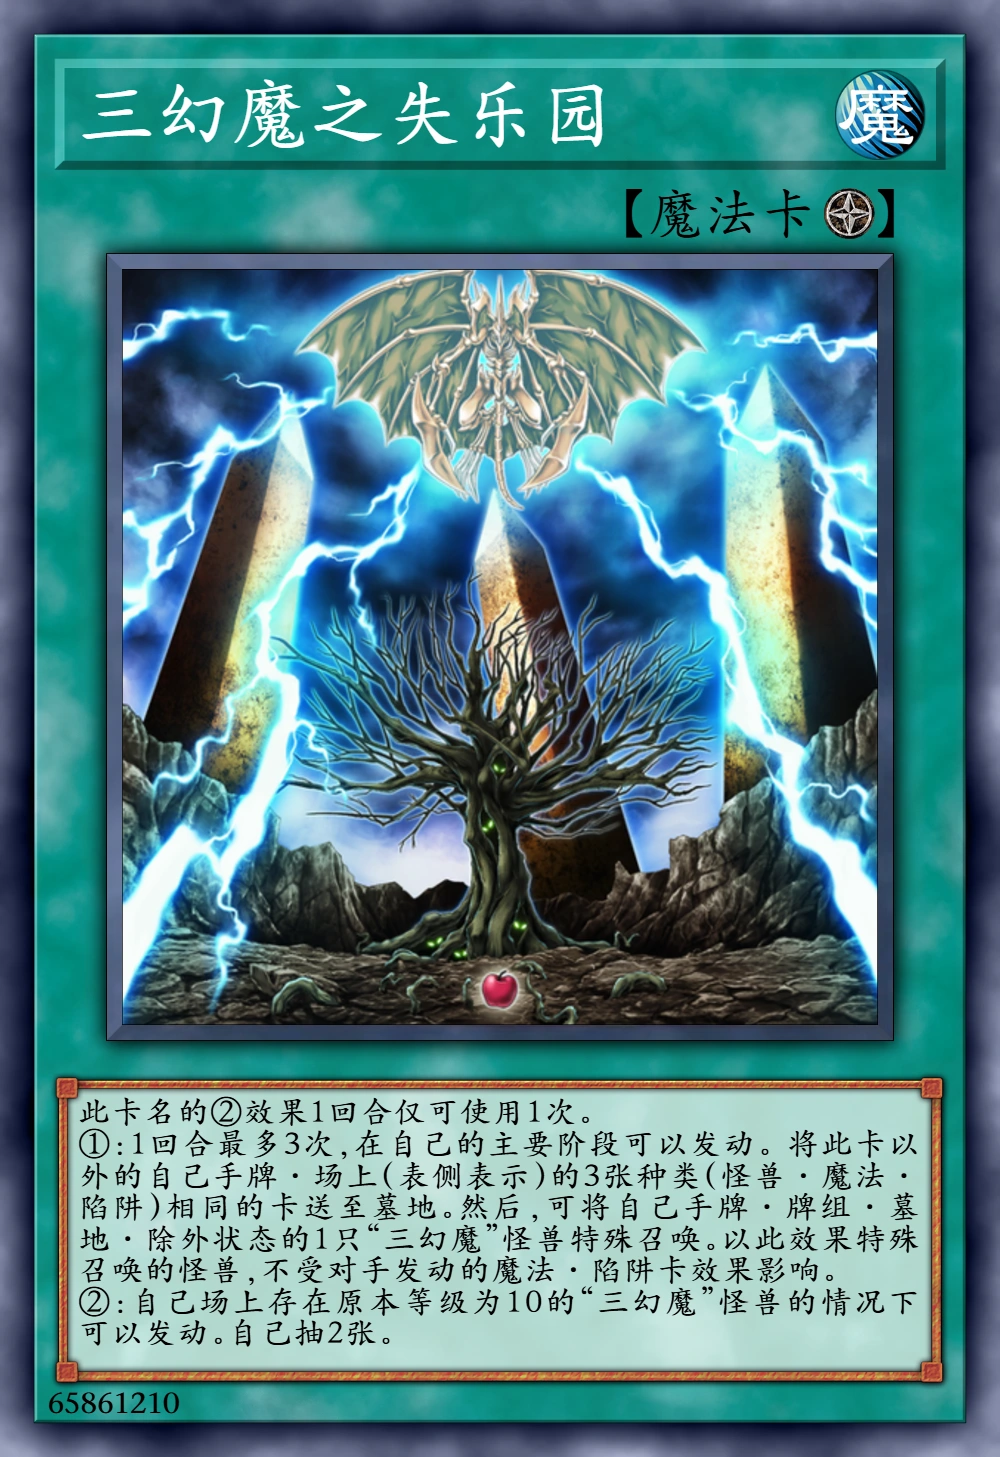 三幻魔之失乐园
魔
【魔法卡】
此卡名的②效果1回合仅可使用1次。
①:1回合最多3次,在自己的主要阶段可以发动。将此卡以
外的自己手牌・场上(表侧表示)的3张种类(怪兽・魔法・
陷阱)相同的卡送至墓地。然后,可将自己手牌・牌组・墓
地・除外状态的1只“三幻魔”怪兽特殊召唤。以此效果特殊
召唤的怪兽,不受对手发动的魔法・陷阱卡效果影响。
②:自己场上存在原本等级为10的“三幻魔”怪兽的情况下
可以发动。自己抽2张。
65861210